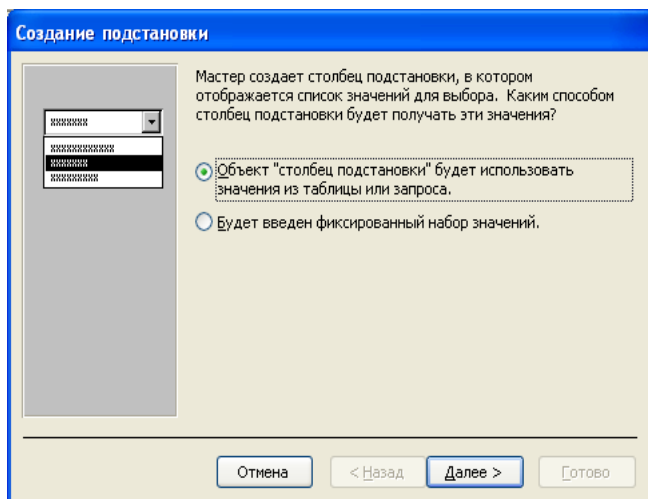 Создание подстановки
Мастер создает столбец подстановки, в котором
отображается список значений для выбора. Каким способом
столбец подстановки будет получать эти значения?
Объект "столбец подстановки" будет использовать
значения из таблицы или запроса.
Будет введен фиксированный набор значений.
Отмена
< Назад
Далее >
Готово